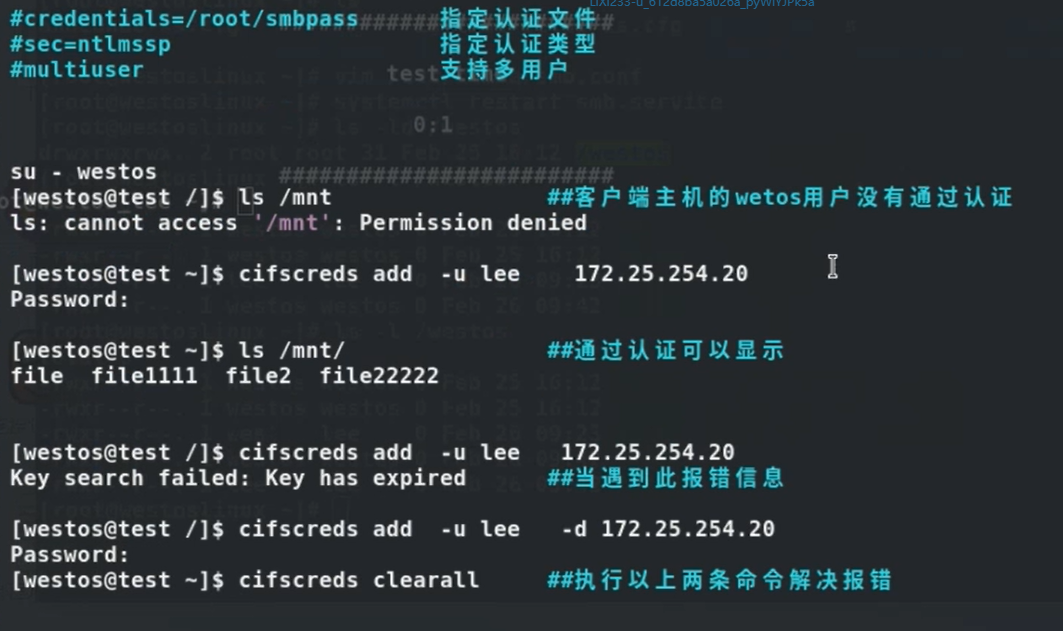 LIXI233-u_612d8ba5a026a_pyWIYJPk5a
#credentials=/root/smbpass 指定认证文件
#sec=ntlmssp 指定认证类型
#multiuser 支持多用户
0:1
su - westos ########################
[westos@test /]$ ls /mnt ##客户端主机的wetos用户没有通过认证
ls: cannot access '/mnt': Permission denied
[westos@test ~]$ cifscreds add -u lee 172.25.254.20
Password:
[westos@test ~]$ ls /mnt/ ##通过认证可以显示
file file1111 file2 file22222
[westos@test /]$ cifscreds add -u lee 172.25.254.20
Key search failed: Key has expired ##当遇到此报错信息
[westos@test /]$ cifscreds add -u lee -d 172.25.254.20
Password:
[westos@test ~]$ cifscreds clearall ##执行以上两条命令解决报错